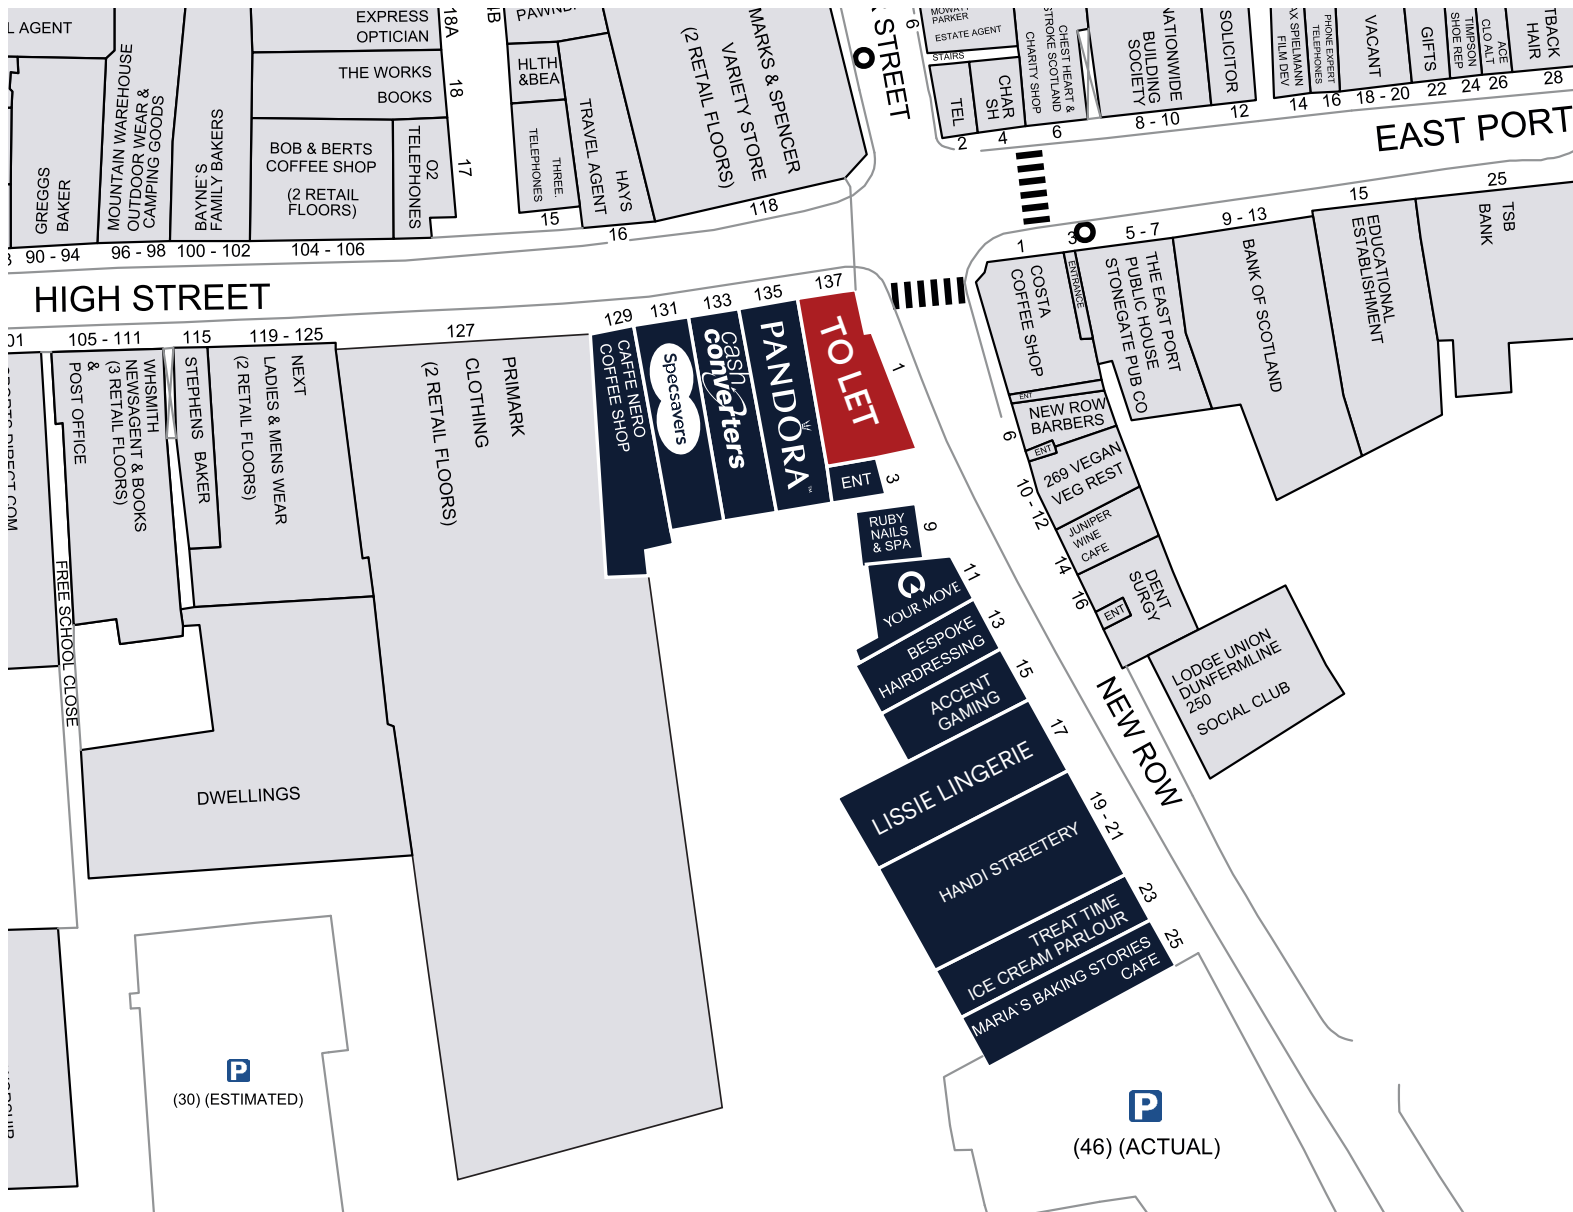 L AGENT
MOUNTAIN WAREHOUSE
OUTDOOR WEAR &
CAMPING GOODS
GREGGS
BAKER
BAYNE`S
FAMILY BAKERS
EXPRESS
OPTICIAN
18A
THE WORKS
BOOKS
18
BOB & BERTS
COFFEE SHOP
(2 RETAIL
FLOORS)
O2
TELEPHONES
17
HLTH
&BEA
THREE.
TELEPHONES
15
HAYS
TRAVEL AGENT
16
MARKS & SPENCER
VARIETY STORE
(2 RETAIL FLOORS)
118
STREET
6
PARKER
ESTATE AGENT
STAIRS
TEL
2
CHAR
SH
4
CHEST HEART &
STROKE SCOTLAND
CHARITY SHOP
6
NATIONWIDE
BUILDING
SOCIETY
8 - 10
SOLICITOR
12
AX SPIELMANN
FILM DEV
14
PHONE EXPERT
TELEPHONES
16
VACANT
18 - 20
GIFTS
22
TIMPSON
SHOE REP
24
ACE
CLO ALT
26
TBACK
HAIR
28
EAST PORT
90 - 94
96 - 98
100 - 102
104 - 106
HIGH STREET
01
105 - 111
115
119 - 125
127
129
131
133
135
137
1
3
5 - 7
9 - 13
15
25
COSTA
COFFEE SHOP
ENTRANCE
THE EAST PORT
PUBLIC HOUSE
STONEGATE PUB CO
BANK OF SCOTLAND
EDUCATIONAL
ESTABLISHMENT
TSB
BANK
WHSMITH
NEWSAGENT & BOOKS
(3 RETAIL FLOORS)
&
POST OFFICE
STEPHENS BAKER
NEXT
LADIES & MENS WEAR
(2 RETAIL FLOORS)
PRIMARK
CLOTHING
(2 RETAIL FLOORS)
CAFFE NERO
COFFEE SHOP
Specsavers
cash
converters
PANDORA
™
TO LET
1
ENT
3
RUBY
NAILS
& SPA
9
YOUR MOVE
11
BESPOKE
HAIRDRESSING
13
ACCENT
GAMING
15
LISSIE LINGERIE
17
HANDI STREETERY
19 - 21
TREAT TIME
ICE CREAM PARLOUR
23
MARIA`S BAKING STORIES
CAFE
25
ENT
NEW ROW
BARBERS
6
ENT
269 VEGAN
VEG REST
10 - 12
JUNIPER
WINE
CAFE
14
DENT
SURGY
ENT
16
LODGE UNION
DUNFERMLINE
250
SOCIAL CLUB
NEW ROW
FREE SCHOOL CLOSE
DWELLINGS
P
(30) (ESTIMATED)
P
(46) (ACTUAL)